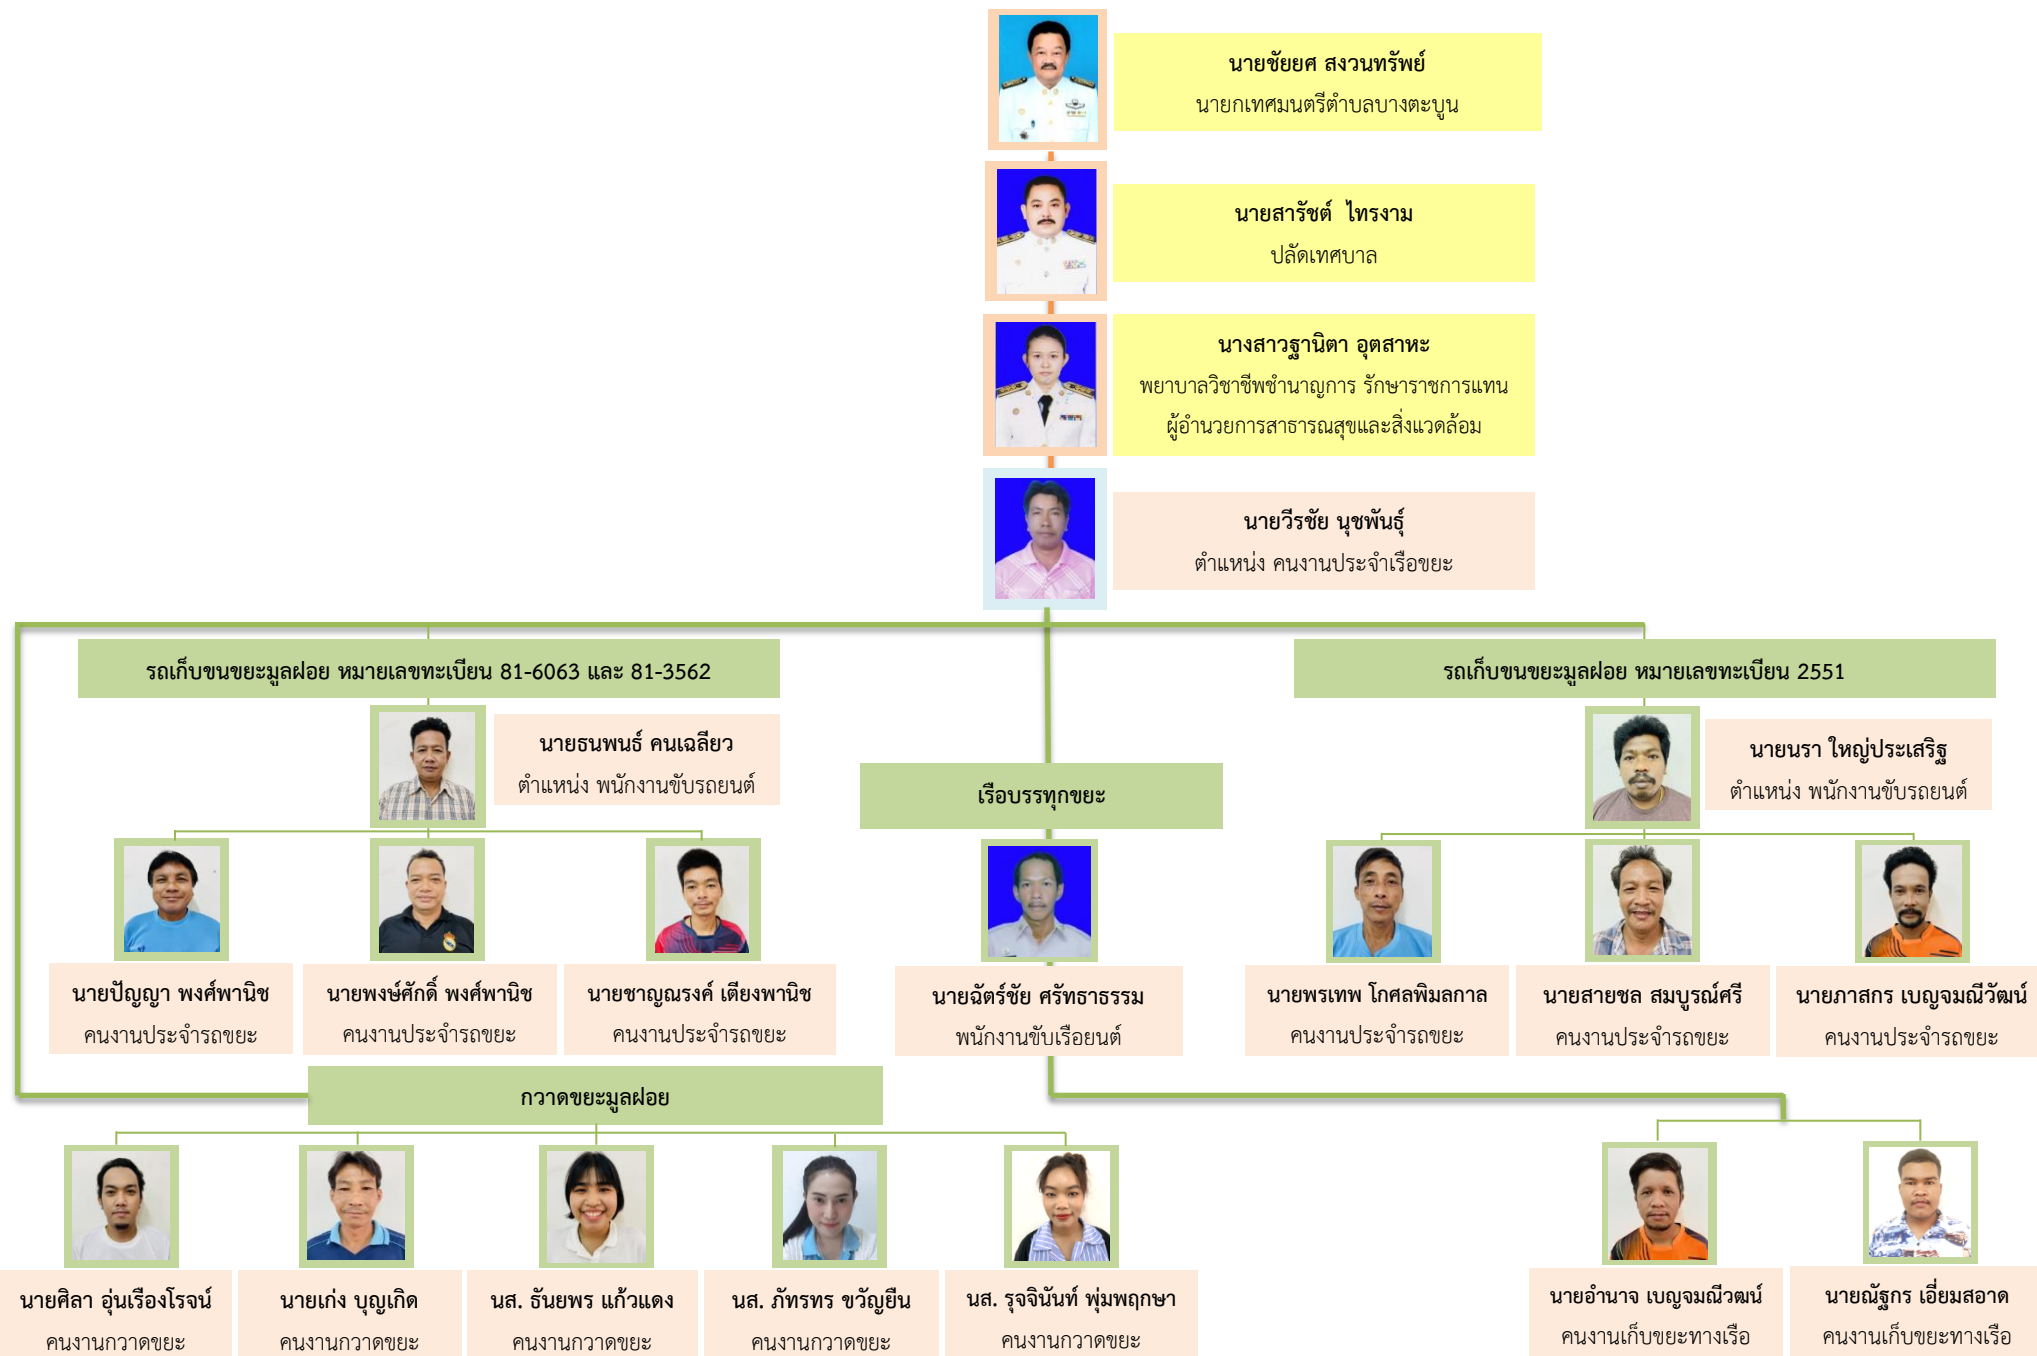 นายชัยยศ สงวนทรัพย์
นายกเทศมนตรีตำบลบางตะบูน
นายสารัชต์ ไทรงาม
ปลัดเทศบาล
นางสาวฐานิตา อุตสาหะ
พยาบาลวิชาชีพชำนาญการ รักษาราชการแทน
ผู้อำนวยการสาธารณสุขและสิ่งแวดล้อม
นายวีรชัย นุชพันธุ์
ตำแหน่ง คนงานประจำเรือขยะ
รถเก็บขนขยะมูลฝอย หมายเลขทะเบียน 81-6063 และ 81-3562
นายธนพนธ์ คนเฉลียว
ตำแหน่ง พนักงานขับรถยนต์
นายปัญญา พงศ์พานิช
คนงานประจำรถขยะ
นายพงษ์ศักดิ์ พงศ์พานิช
คนงานประจำรถขยะ
นายชาญณรงค์ เตียงพานิช
คนงานประจำรถขยะ
เรือบรรทุกขยะ
นายฉัตร์ชัย ศรัทธาธรรม
พนักงานขับเรือยนต์
รถเก็บขนขยะมูลฝอย หมายเลขทะเบียน 2551
นายนรา ใหญ่ประเสริฐ
ตำแหน่ง พนักงานขับรถยนต์
นายพรเทพ โกศลพิมลกาล
คนงานประจำรถขยะ
นายสายชล สมบูรณ์ศรี
คนงานประจำรถขยะ
นายภาสกร เบญจมณีวัฒน์
คนงานประจำรถขยะ
กวาดขยะมูลฝอย
นายศิลา อุ่นเรืองโรจน์
คนงานกวาดขยะ
นายเก่ง บุญเกิด
คนงานกวาดขยะ
นส. ธันยพร แก้วแดง
คนงานกวาดขยะ
นส. ภัทรทร ขวัญยืน
คนงานกวาดขยะ
นส. รุจจินันท์ พุ่มพฤกษา
คนงานกวาดขยะ
นายอำนาจ เบญจมณีวฒน์
คนงานเก็บขยะทางเรือ
นายณัฐกร เอี่ยมสอาด
คนงานเก็บขยะทางเรือ